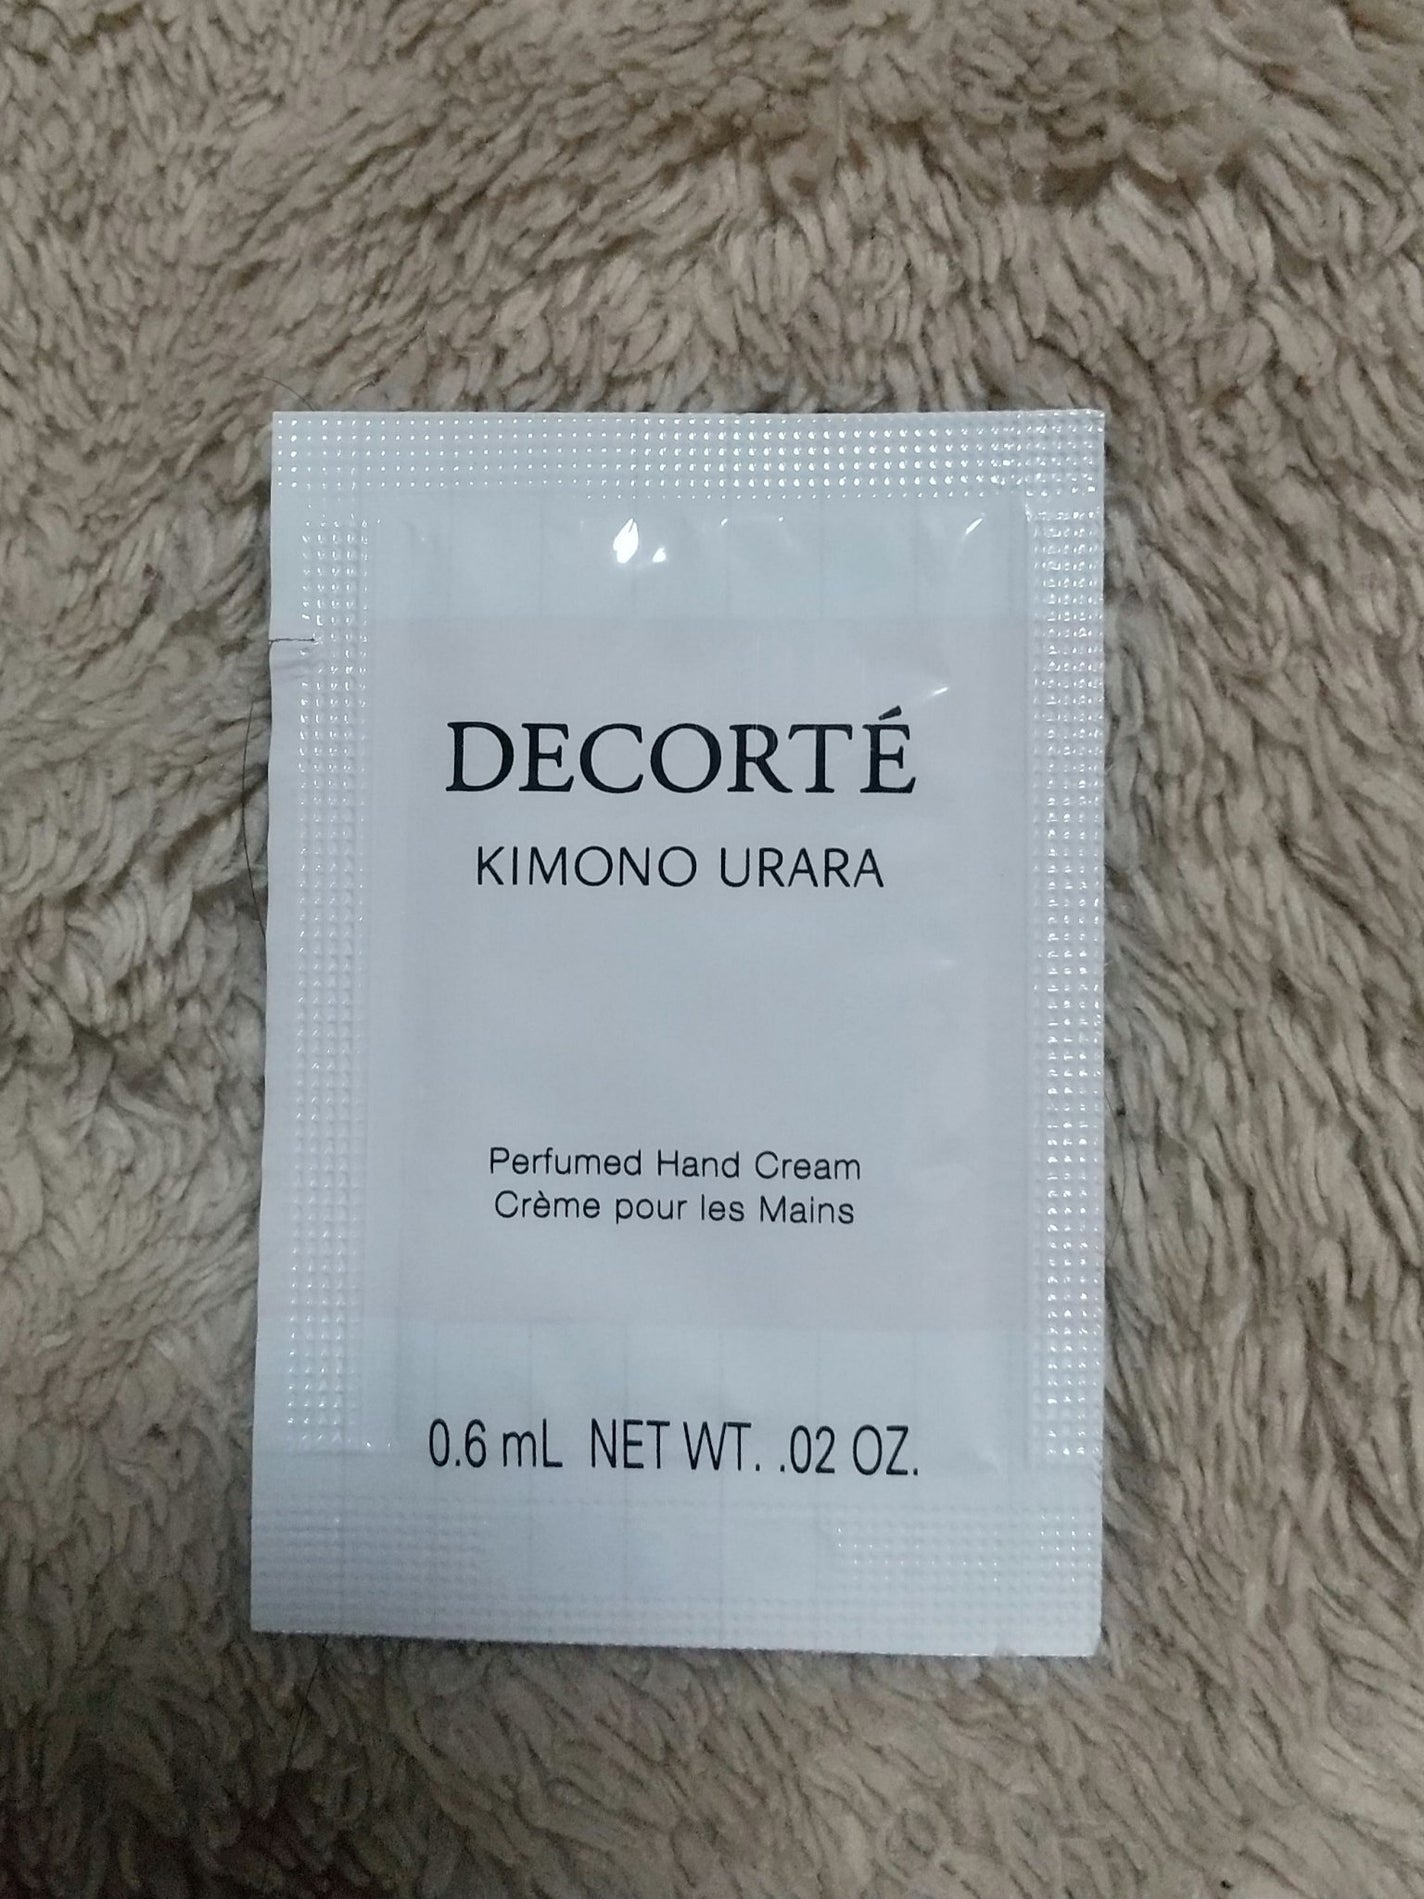 DECORTÉ
KIMONO URARA
Perfumed Hand Cream
Crème pour les Mains
0.6 mL NET WT. .02 OZ.